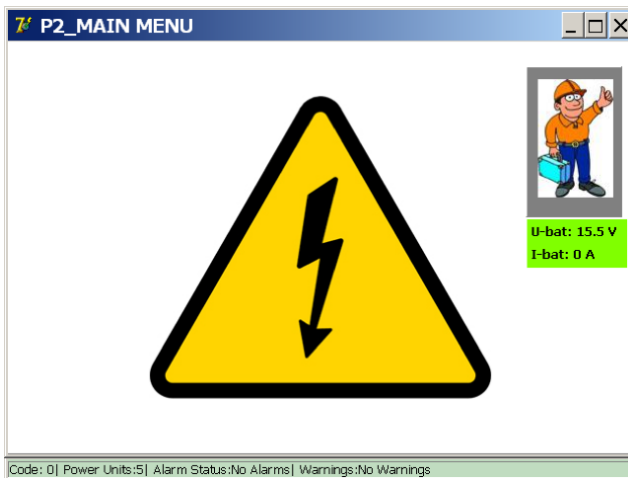 P2_MAIN MENU
U-bat: 15.5 V
I-bat: 0 A
Code: 0| Power Units:5| Alarm Status:No Alarms| Warnings:No Warnings